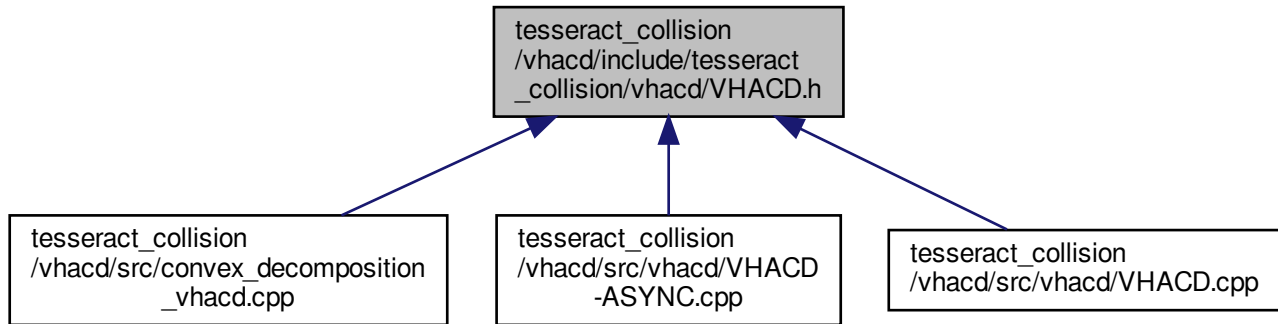 tesseract_collision
/vhacd/include/tesseract
_collision/vhacd/VHACD.h
tesseract_collision
/vhacd/src/convex_decomposition
_vhacd.cpp
tesseract_collision
/vhacd/src/vhacd/VHACD
-ASYNC.cpp
tesseract_collision
/vhacd/src/vhacd/VHACD.cpp